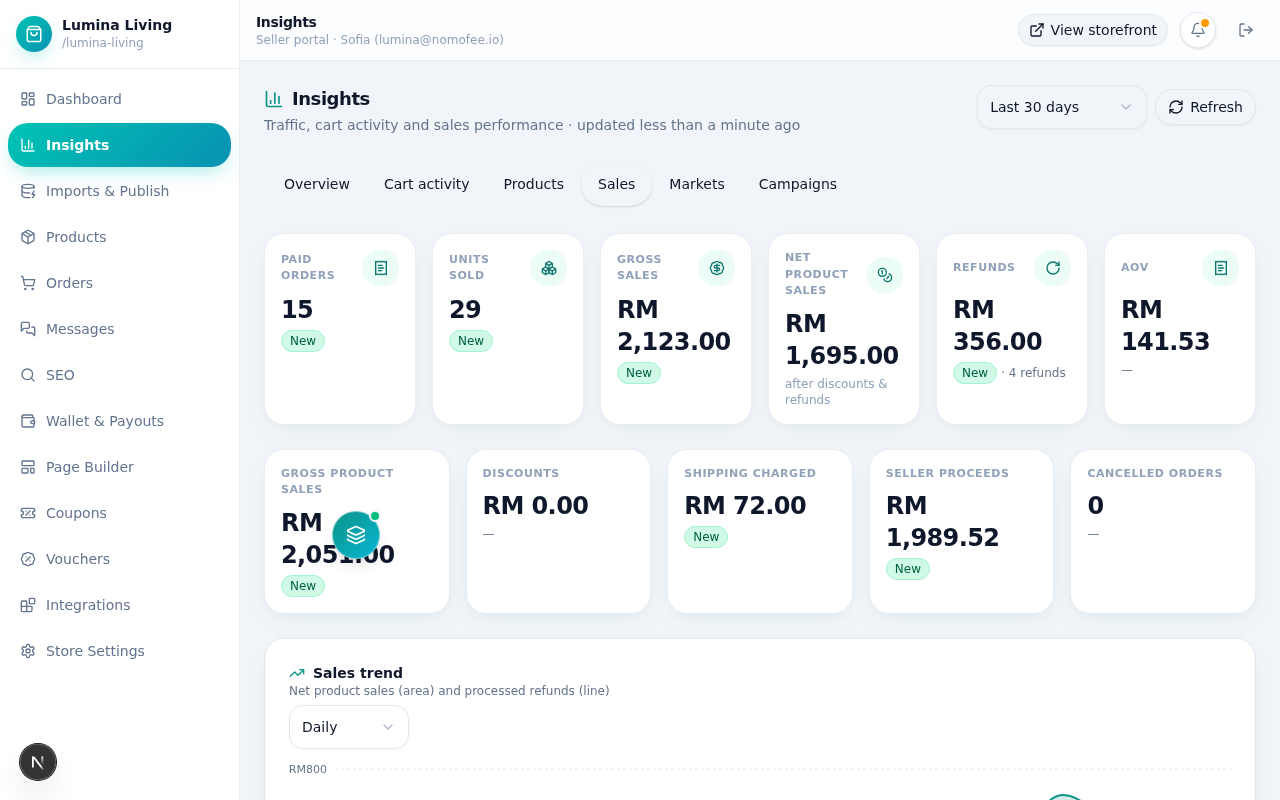 Lumina Living
/lumina-living
Dashboard
Insights
Imports & Publish
Products
Orders
Messages
SEO
Wallet & Payouts
Page Builder
Coupons
Vouchers
Integrations
Store Settings
N
Insights
Seller portal · Sofia (lumina@nomofee.io)
View storefront
Insights
Traffic, cart activity and sales performance · updated less than a minute ago
Last 30 days
Refresh
Overview
Cart activity
Products
Sales
Markets
Campaigns
PAID
ORDERS
15
New
UNITS
SOLD
29
New
GROSS
SALES
RM
2,123.00
New
NET
PRODUCT
SALES
RM
1,695.00
after discounts &
refunds
REFUNDS
RM
356.00
New · 4 refunds
AOV
RM
141.53
—
GROSS PRODUCT
SALES
RM
2,051.00
New
DISCOUNTS
RM 0.00
—
SHIPPING CHARGED
RM 72.00
New
SELLER PROCEEDS
RM
1,989.52
New
CANCELLED ORDERS
0
—
Sales trend
Net product sales (area) and processed refunds (line)
Daily
RM800